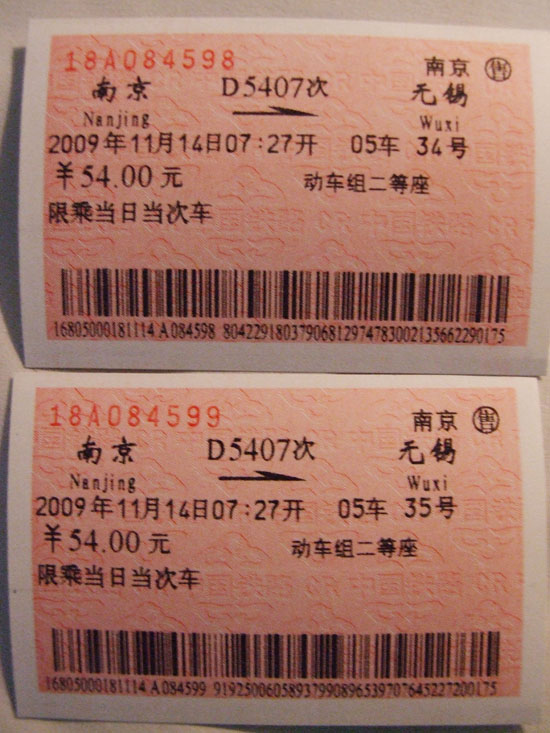 18A084598
南京 售
南京 D5407次 无锡
Nanjing Wuxi
2009年11月14日07:27开 05车 34号
¥54.00元 动车组二等座
限乘当日当次车
16805000181114 A084598 80422918037906812974783002135662290175
18A084599
南京 售
南京 D5407次 无锡
Nanjing Wuxi
2009年11月14日07:27开 05车 35号
¥54.00元 动车组二等座
限乘当日当次车
16805000181114 A084599 91925006058937990896539707645227200175